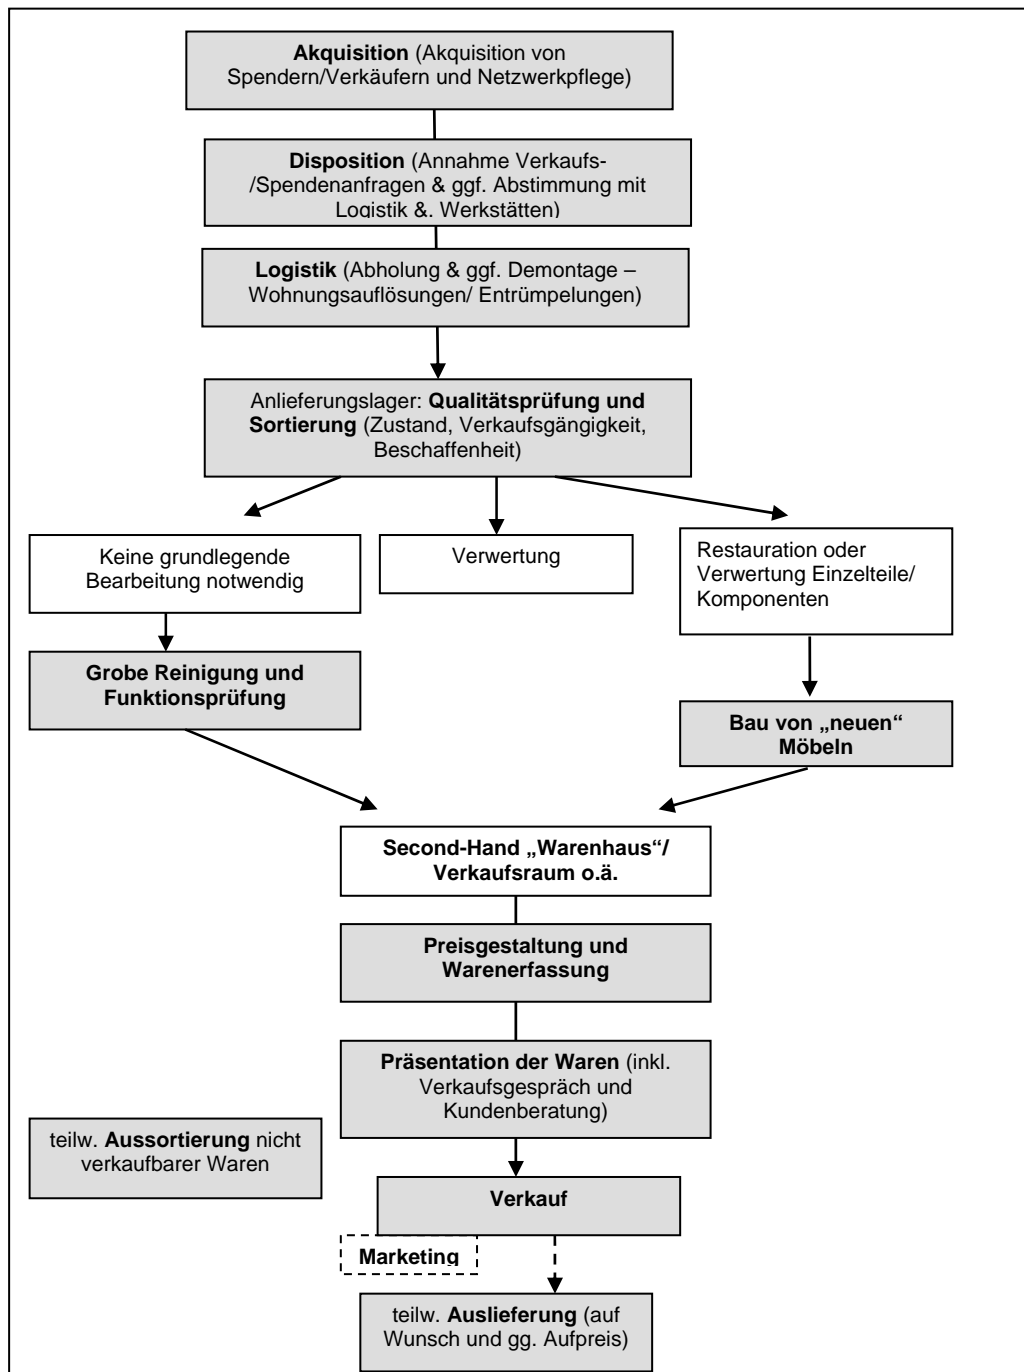 Akquisition (Akquisition von
Spendern/Verkäufern und Netzwerkpflege)
Disposition (Annahme Verkaufs-
/Spendenanfragen & ggf. Abstimmung mit
Logistik &. Werkstätten)
Logistik (Abholung & ggf. Demontage –
Wohnungsauflösungen/ Entrümpelungen)
Anlieferungslager: Qualitätsprüfung und
Sortierung (Zustand, Verkaufsgängigkeit,
Beschaffenheit)
Keine grundlegende
Bearbeitung notwendig
Verwertung
Restauration oder
Verwertung Einzelteile/
Komponenten
Grobe Reinigung und
Funktionsprüfung
Bau von „neuen“
Möbeln
Second-Hand „Warenhaus“/
Verkaufsraum o.ä.
Preisgestaltung und
Warenerfassung
Präsentation der Waren (inkl.
Verkaufsgespräch und
Kundenberatung)
teilw. Aussortierung nicht
verkaufbarer Waren
Verkauf
Marketing
teilw. Auslieferung (auf
Wunsch und gg. Aufpreis)